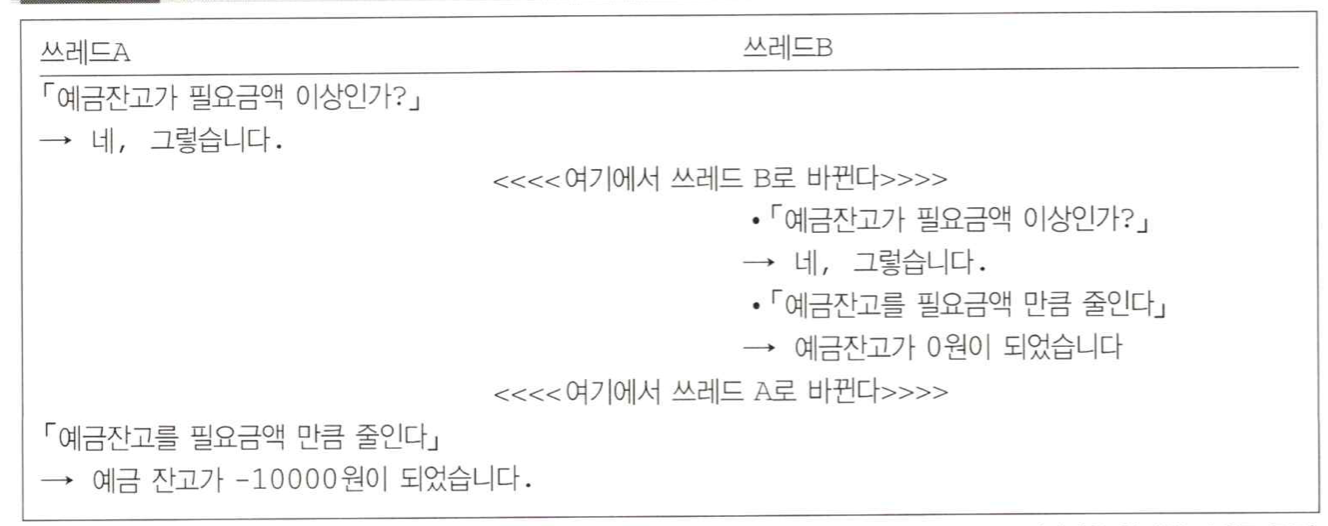 쓰레드A 쓰레드B
「예금잔고가 필요금액 이상인가?」
→ 네, 그렇습니다.
<<<<여기에서 쓰레드 B로 바뀐다>>>>
•「예금잔고가 필요금액 이상인가?」
→ 네, 그렇습니다.
•「예금잔고를 필요금액 만큼 줄인다」
→ 예금잔고가 0원이 되었습니다
<<<<여기에서 쓰레드 A로 바뀐다>>>>
「예금잔고를 필요금액 만큼 줄인다」
→ 예금 잔고가 -10000원이 되었습니다.